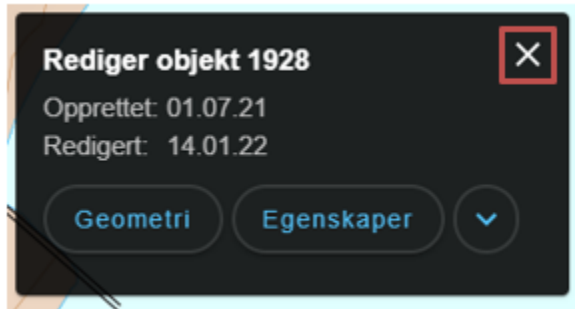 Rediger objekt 1928
Opprettet: 01.07.21
Redigert: 14.01.22
Geometri Egenskaper